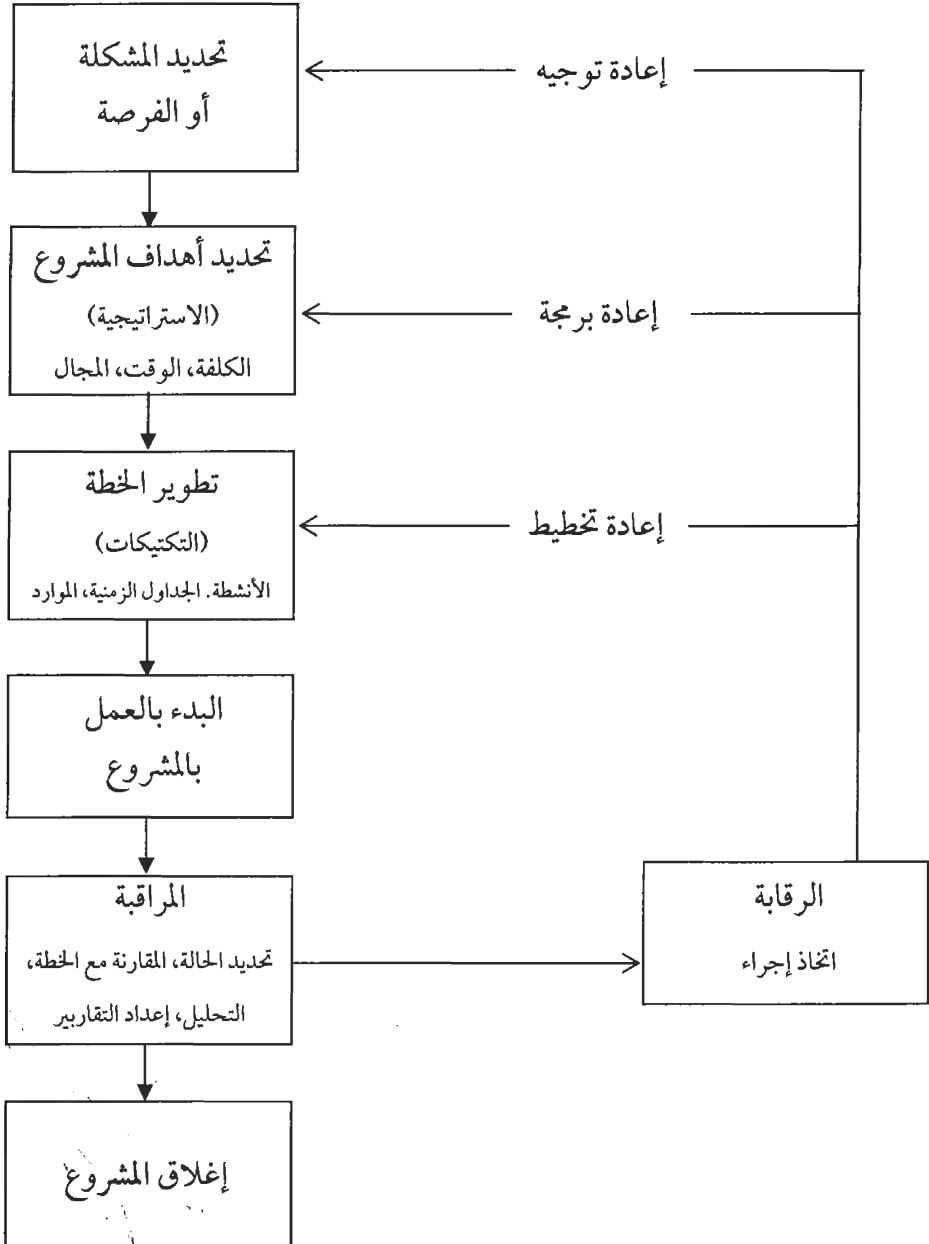 تحديد المشكلة
أو الفرصة
إعادة توجيه
تحديد أهداف المشروع
(الاستراتيجية)
الكلفة، الوقت، المجال
إعادة برمجة
تطوير الخطة
(التكتيكات)
الأنشطة. الجداول الزمنية، الموارد
إعادة تخطيط
البدء بالعمل
بالمشروع
المراقبة
تحديد الحالة، المقارنة مع الخطة،
التحليل، إعداد التقارير
الرقابة
اتخاذ إجراء
إغلاق المشروع